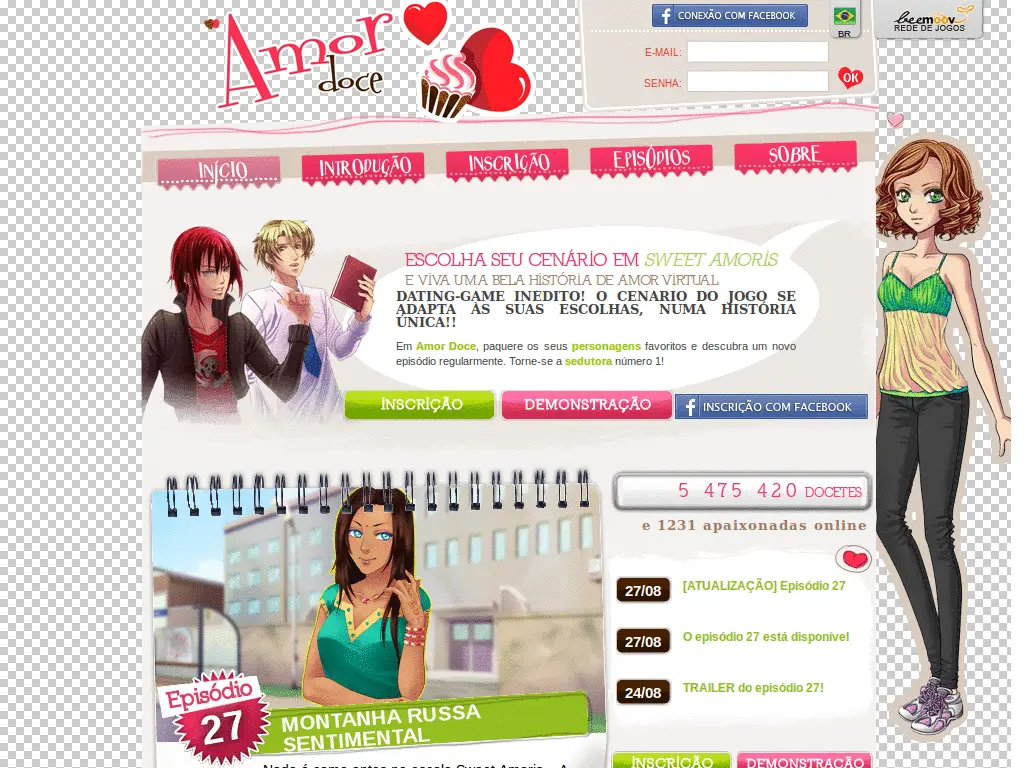 Amor
doce
CONEXÃO COM FACEBOOK
BR
beemoov
REDE DE JOGOS
E-MAIL:
SENHA:
OK
INÍCIO
INTRODUÇÃO
INSCRIÇÃO
EPISÓDIOS
SOBRE
ESCOLHA SEU CENÁRIO EM SWEET AMORIS
E VIVA UMA BELA HISTÓRIA DE AMOR VIRTUAL
DATING-GAME INEDITO! O CENARIO DO JOGO SE
ADAPTA ÀS SUAS ESCOLHAS, NUMA HISTÓRIA
ÚNICA!!
Em Amor Doce, paquere os seus personagens favoritos e descubra um novo
episódio regularmente. Torne-se a sedutora número 1!
INSCRIÇÃO
DEMONSTRAÇÃO
INSCRIÇÃO COM FACEBOOK
5 475 420 DOCETES
e 1231 apaixonadas online
27/08
[ATUALIZAÇÃO] Episódio 27
27/08
O episódio 27 está disponível
24/08
TRAILER do episódio 27!
Episódio
27
MONTANHA RUSSA
SENTIMENTAL
INSCRIÇÃO
DEMONSTRAÇÃO